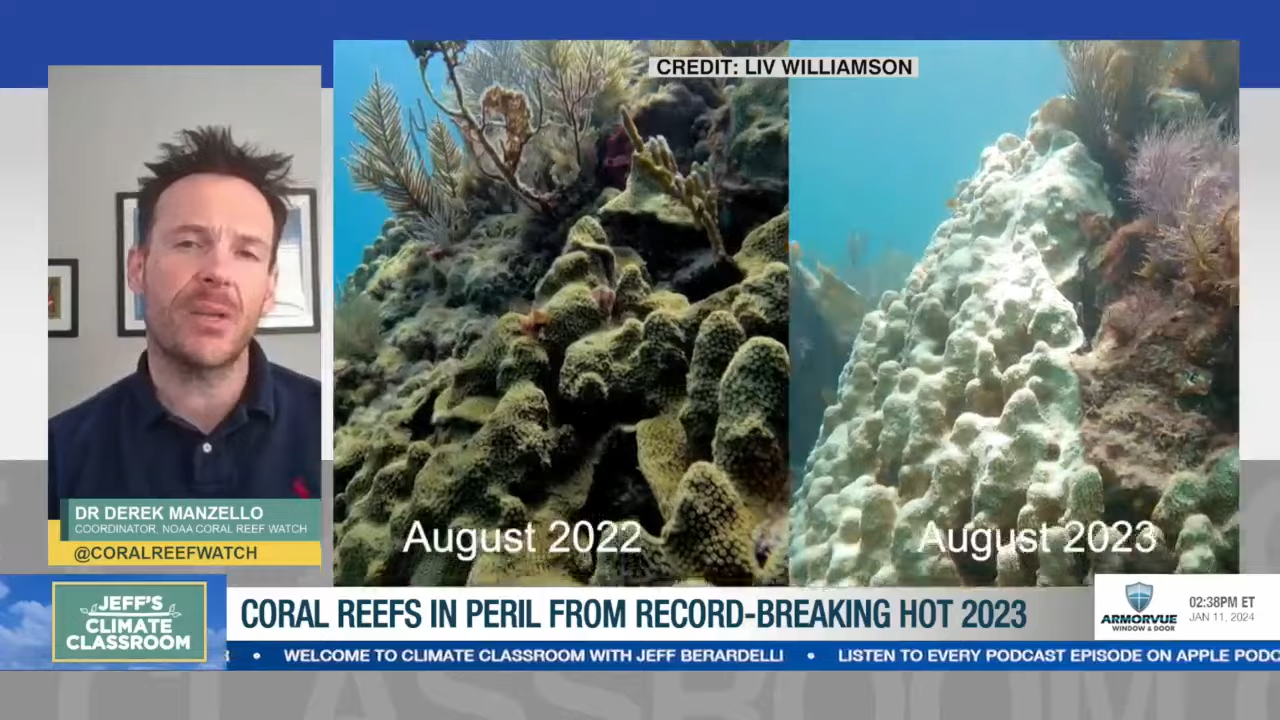 CREDIT: LIV WILLIAMSON
August 2022
August 2023
DR DEREK MANZELLO
COORDINATOR, NOAA CORAL REEF WATCH
@CORALREEFWATCH
JEFF'S
CLIMATE
CLASSROOM
CORAL REEFS IN PERIL FROM RECORD-BREAKING HOT 2023
ARMORVUE
WINDOW & DOOR
02:38PM ET
JAN 11, 2024
• WELCOME TO CLIMATE CLASSROOM WITH JEFF BERARDELLI • LISTEN TO EVERY PODCAST EPISODE ON APPLE PODC